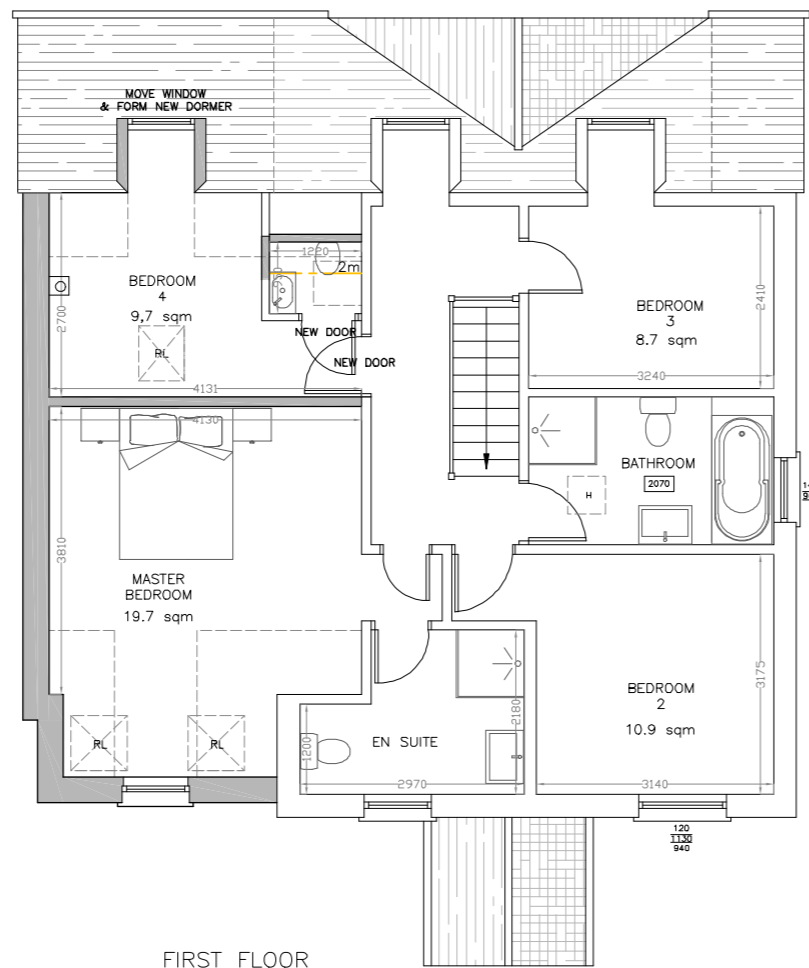 MOVE WINDOW
& FORM NEW DORMER
1220
2m
950
BEDROOM
4
9,7 sqm
2700
RL
NEW DOOR
NEW DOOR
4131
BEDROOM
3
8.7 sqm
2410
3240
4130
BATHROOM
2070
H
3810
MASTER
BEDROOM
19.7 sqm
RL
RL
EN SUITE
1200
2180
2970
BEDROOM
2
10.9 sqm
3175
3140
120
1130
940
FIRST FLOOR